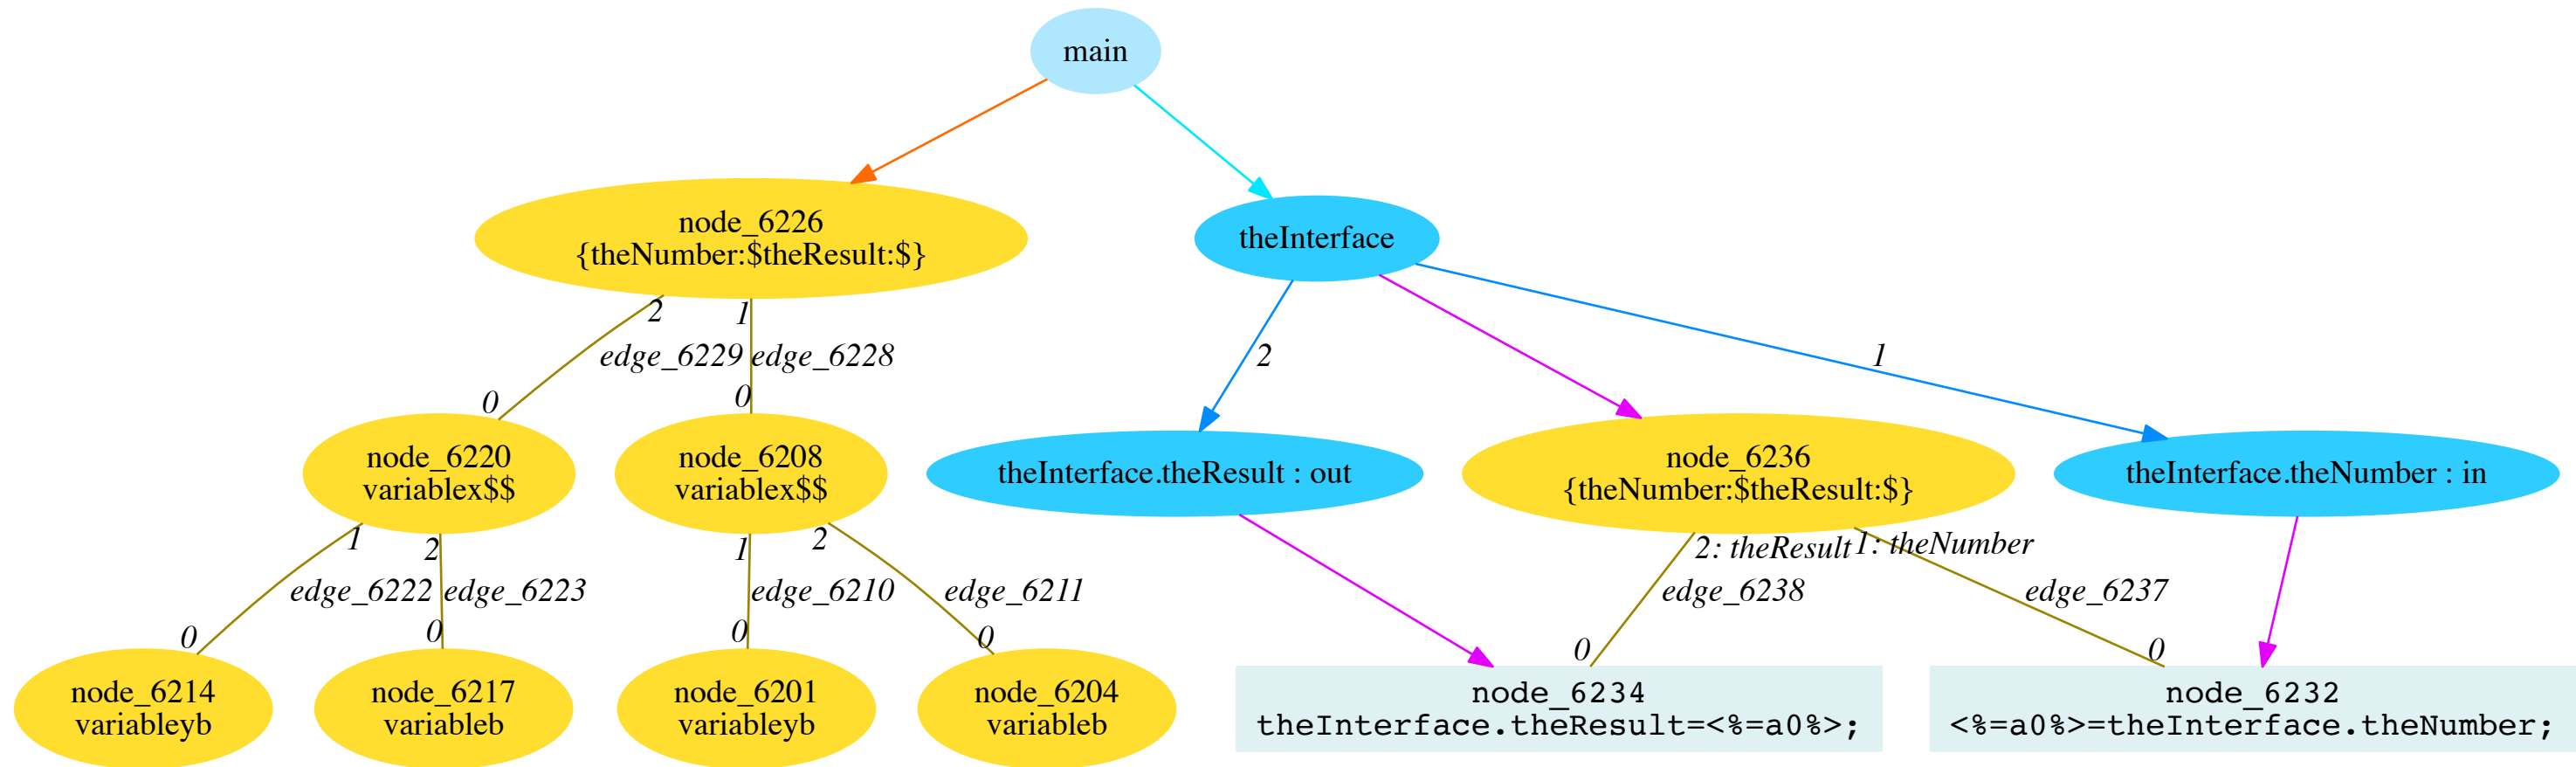 main
node_6226
{theNumber:$theResult:$}
theInterface
2
1
edge_6229
edge_6228
2
1
0
0
node_6220
variablex$$
node_6208
variablex$$
theInterface.theResult : out
node_6236
{theNumber:$theResult:$}
theInterface.theNumber : in
1
2
1
2
2: theResult
1: theNumber
edge_6222
edge_6223
edge_6210
edge_6211
edge_6238
edge_6237
0
0
0
0
0
0
node_6214
variableyb
node_6217
variableb
node_6201
variableyb
node_6204
variableb
node_6234
theInterface.theResult=<%=a0%>;
node_6232
<%=a0%>=theInterface.theNumber;